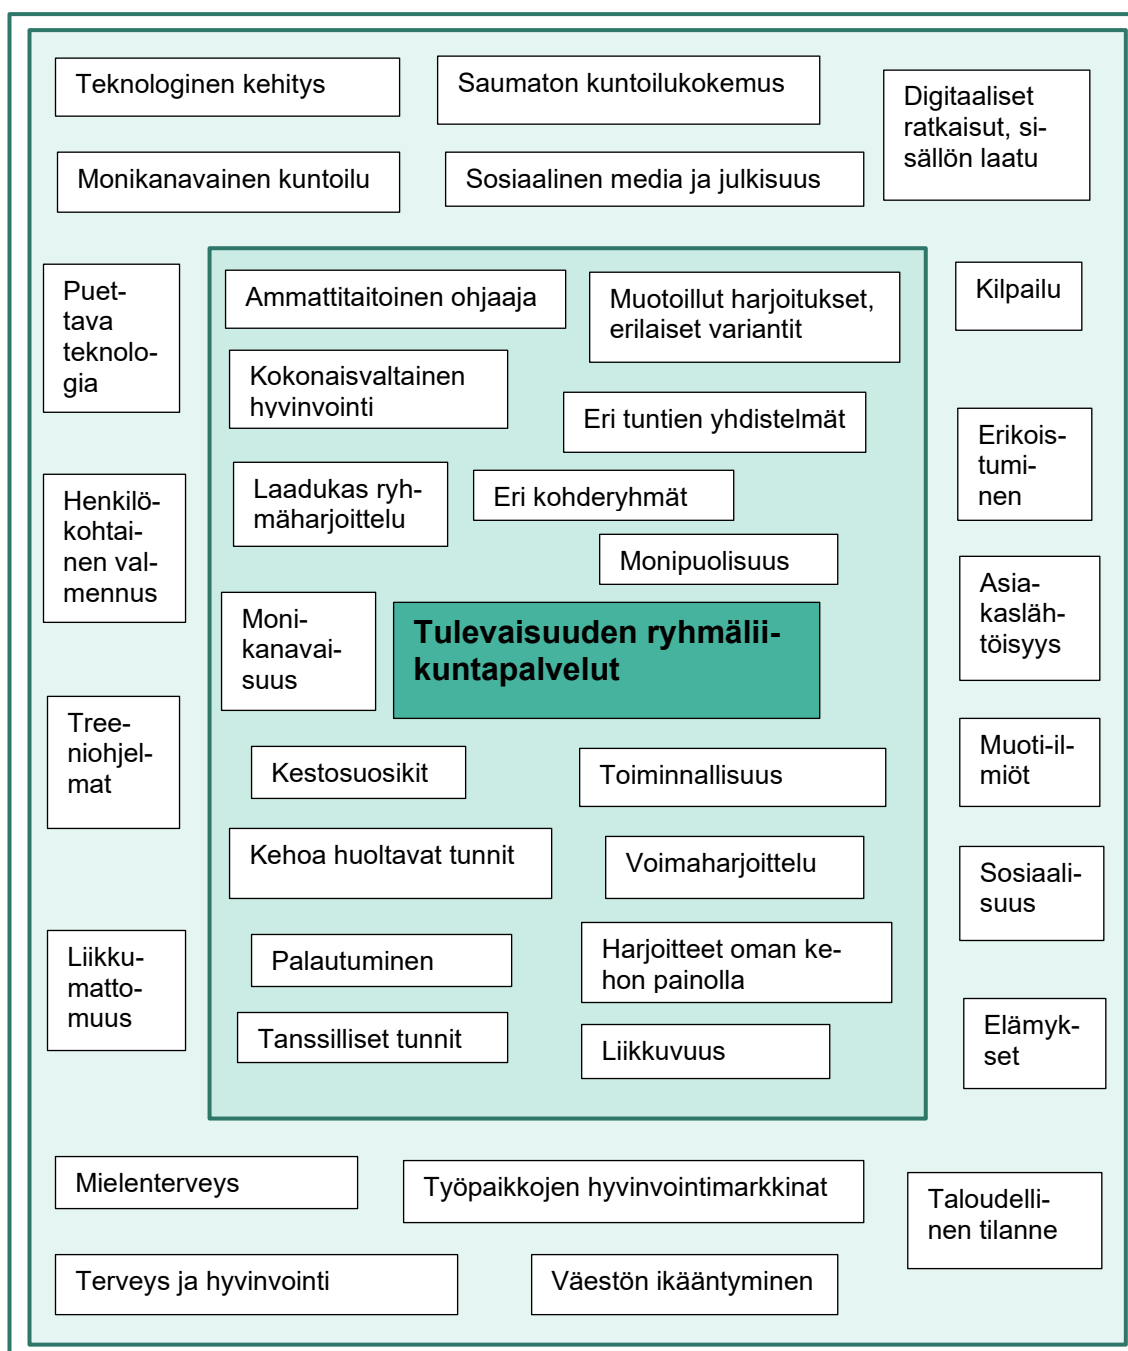 Teknologinen kehitys
Saumaton kuntoilukokemus
Digitaaliset
ratkaisut, si-
sällön laatu
Monikanavainen kuntoilu
Sosiaalinen media ja julkisuus
Puet-
tava
teknolo-
gia
Ammattitaitoinen ohjaaja
Muotoillut harjoitukset,
erilaiset variantit
Kilpailu
Kokonaisvaltainen
hyvinvointi
Eri tuntien yhdistelmät
Erikois-
tumi-
nen
Henkilö-
kohtai-
nen val-
mennus
Laadukas ryh-
mäharjoittelu
Eri kohderyhmät
Monipuolisuus
Asia-
kasläh-
töisyys
Moni-
kanavai-
suus
Tulevaisuuden ryhmälii-
kuntapalvelut
Tree-
niohjel-
mat
Kestosuosikit
Toiminnallisuus
Muoti-il-
miöt
Kehoa huoltavat tunnit
Voimaharjoittelu
Sosiaali-
suus
Liikku-
matto-
muus
Palautuminen
Harjoitteet oman ke-
hon painolla
Tanssilliset tunnit
Liikkuvuus
Elämyk-
set
Mielenterveys
Työpaikkojen hyvinvointimarkkinat
Taloudelli-
nen tilanne
Terveys ja hyvinvointi
Väestön ikääntyminen